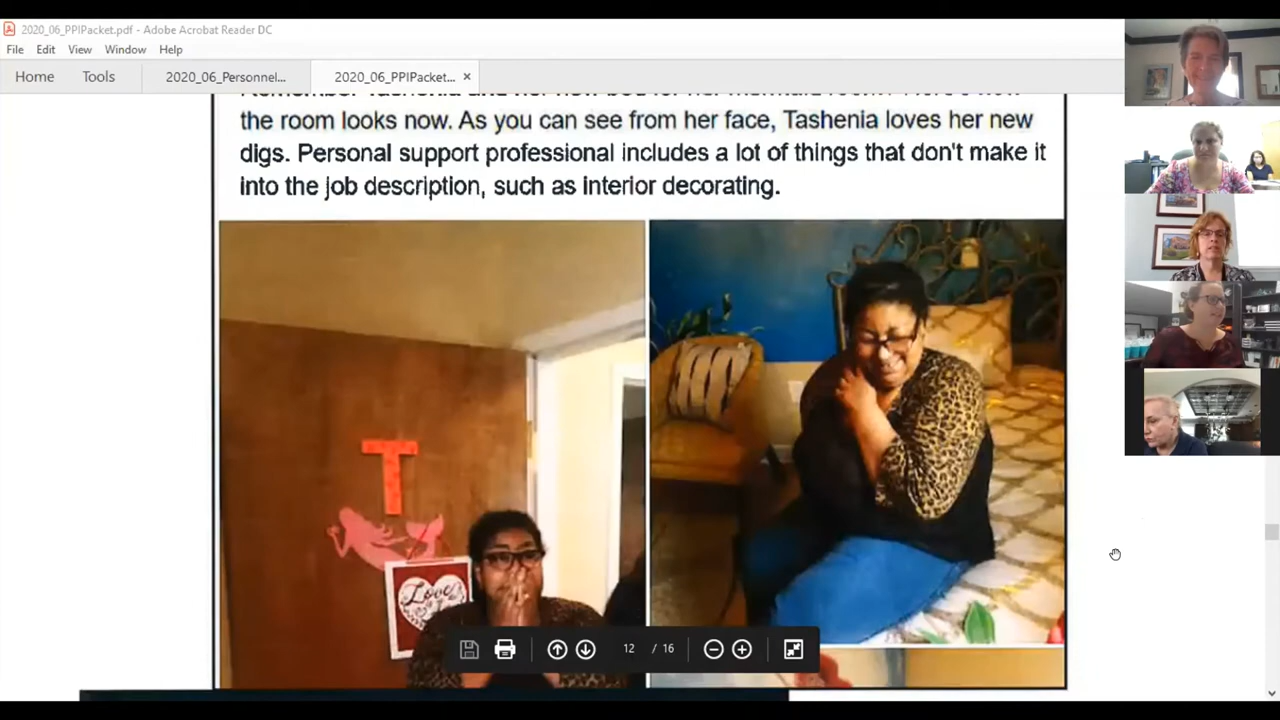 2020_06_PPIPacket.pdf - Adobe Acrobat Reader DC
File Edit View Window Help
Home Tools 2020_06_Personnel... 2020_06_PPIPacket... ×
the room looks now. As you can see from her face, Tashenia loves her new
digs. Personal support professional includes a lot of things that don't make it
into the job description, such as interior decorating.
T
Love
12 / 16